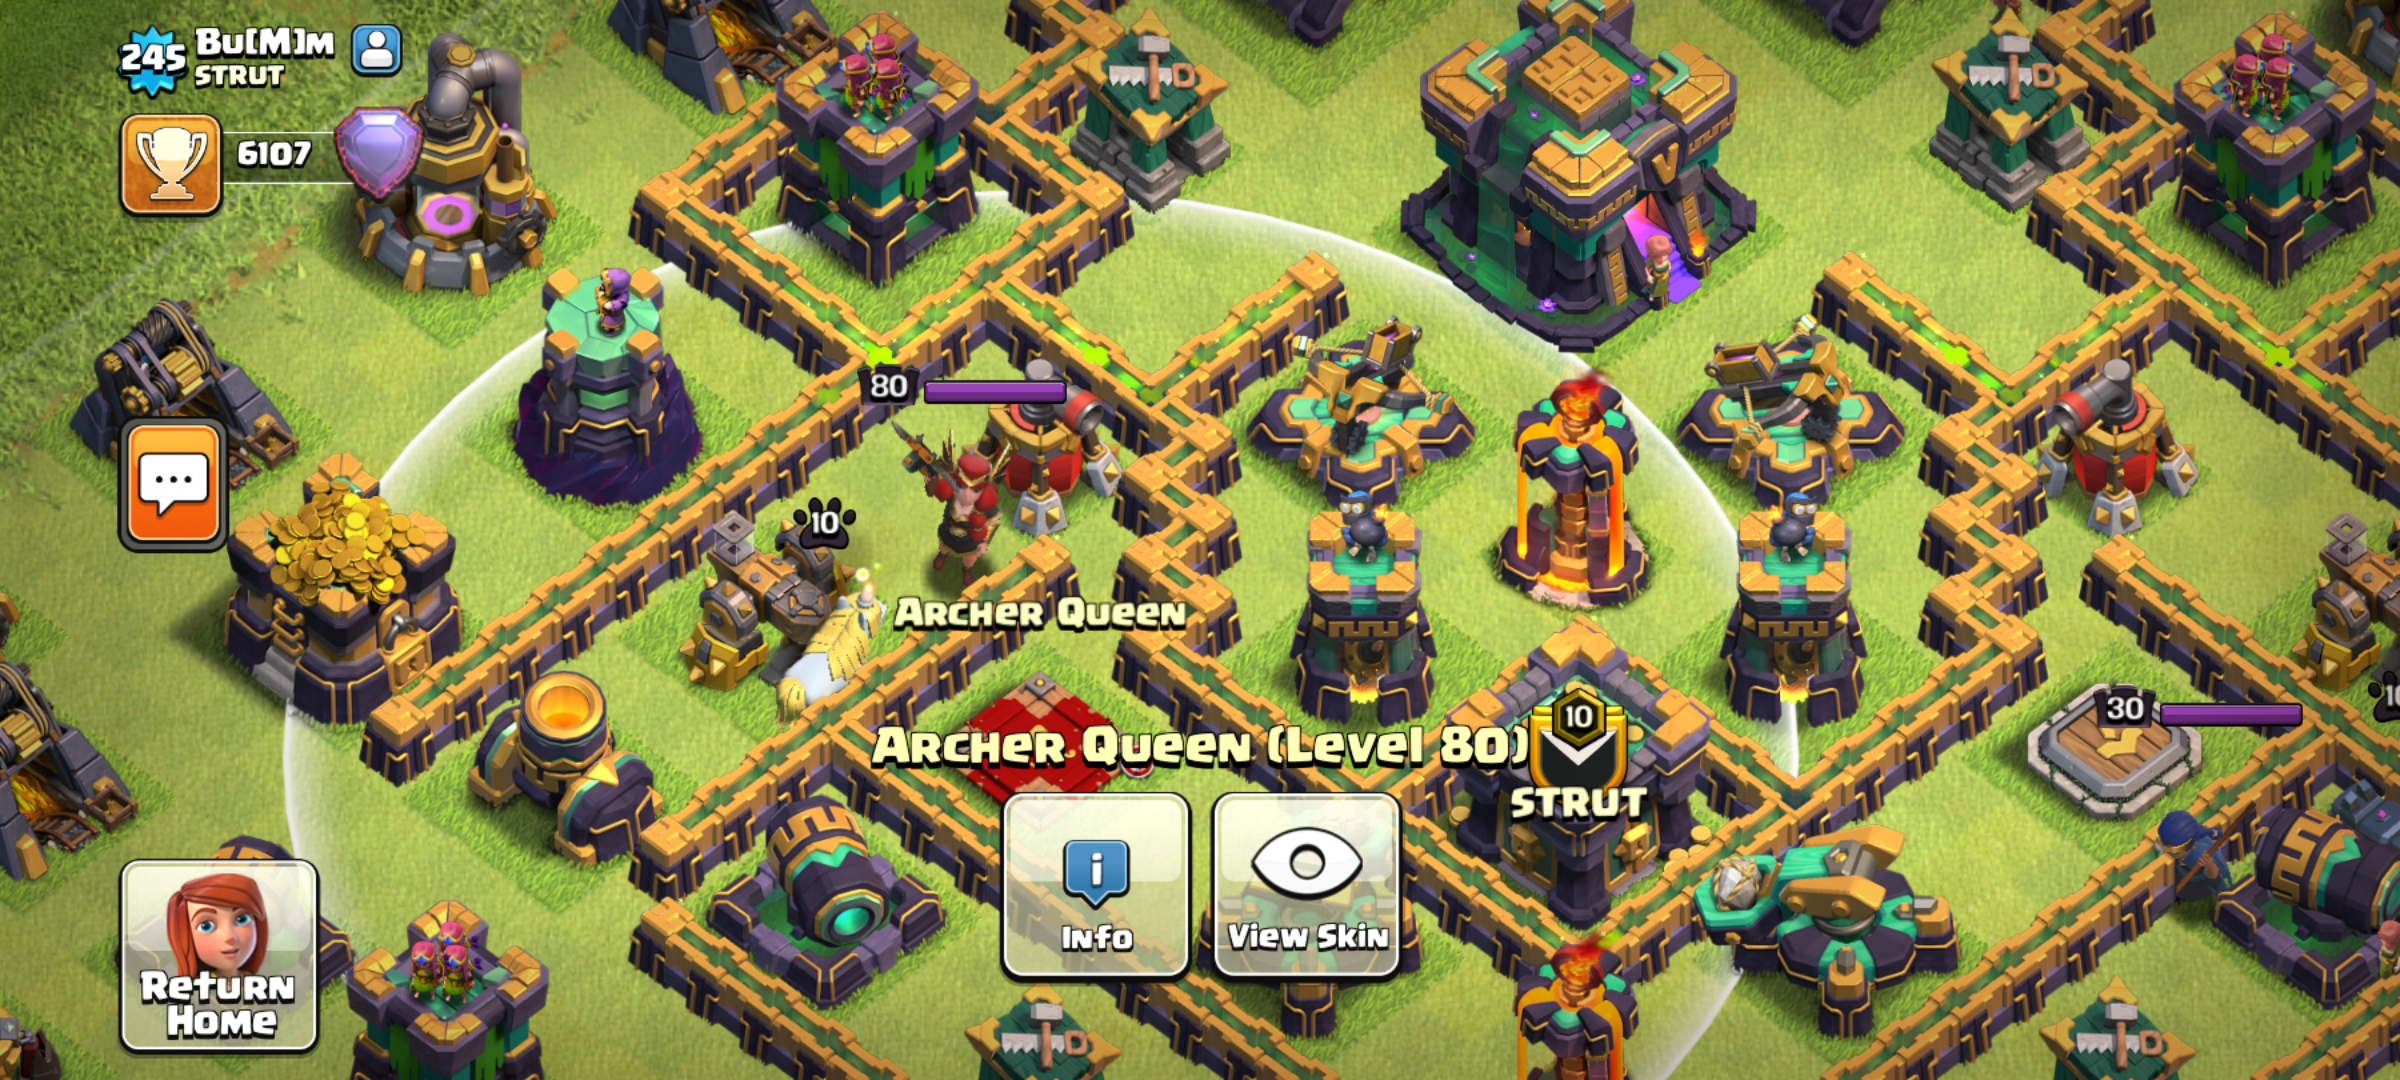 245
Bu[M]m
STRUT
6107
80
10
Archer Queen
Archer Queen (Level 80)
10
STRUT
30
Info
View Skin
Return
Home